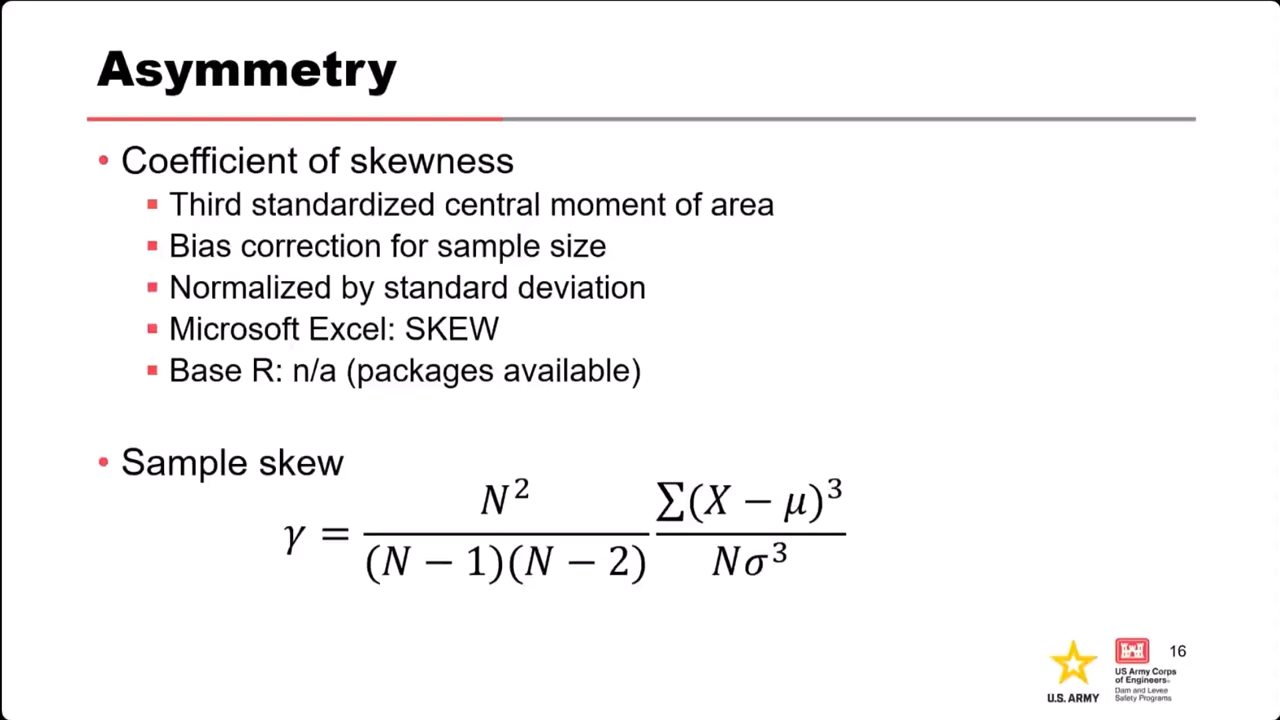 Asymmetry
• Coefficient of skewness
▪ Third standardized central moment of area
▪ Bias correction for sample size
▪ Normalized by standard deviation
▪ Microsoft Excel: SKEW
▪ Base R: n/a (packages available)
• Sample skew
γ = N² / ((N − 1)(N − 2)) ∑(X − μ)³ / (Nσ³)
U.S. ARMY
US Army Corps
of Engineers®
Dam and Levee
Safety Programs
16